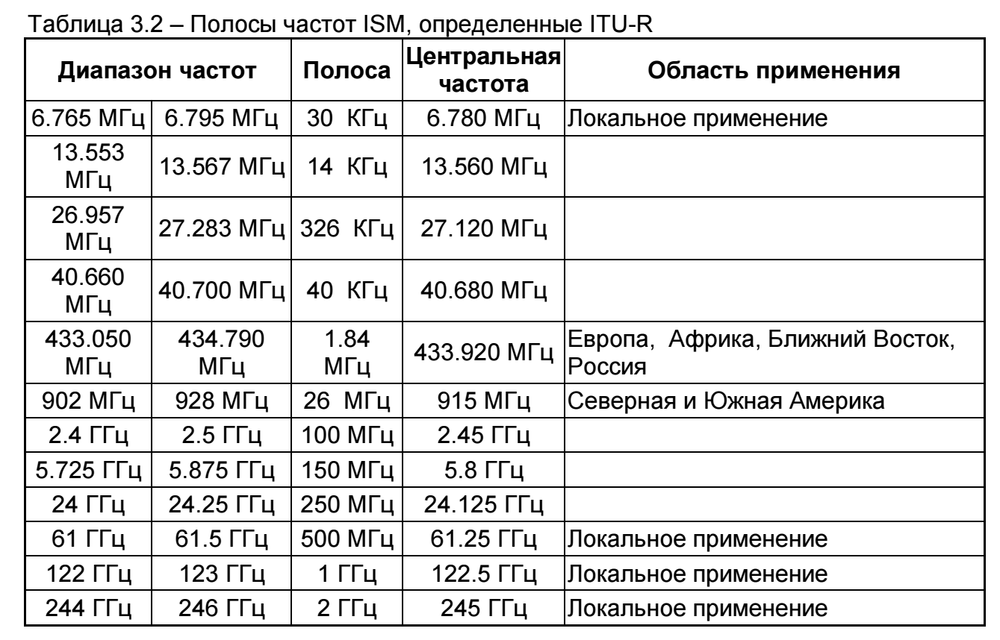 Таблица 3.2 – Полосы частот ISM, определенные ITU-R
Диапазон частот Полоса Центральная частота Область применения
6.765 МГц 6.795 МГц 30 КГц 6.780 МГц Локальное применение
13.553 МГц 13.567 МГц 14 КГц 13.560 МГц
26.957 МГц 27.283 МГц 326 КГц 27.120 МГц
40.660 МГц 40.700 МГц 40 КГц 40.680 МГц
433.050 МГц 434.790 МГц 1.84 МГц 433.920 МГц Европа, Африка, Ближний Восток, Россия
902 МГц 928 МГц 26 МГц 915 МГц Северная и Южная Америка
2.4 ГГц 2.5 ГГц 100 МГц 2.45 ГГц
5.725 ГГц 5.875 ГГц 150 МГц 5.8 ГГц
24 ГГц 24.25 ГГц 250 МГц 24.125 ГГц
61 ГГц 61.5 ГГц 500 МГц 61.25 ГГц Локальное применение
122 ГГц 123 ГГц 1 ГГц 122.5 ГГц Локальное применение
244 ГГц 246 ГГц 2 ГГц 245 ГГц Локальное применение